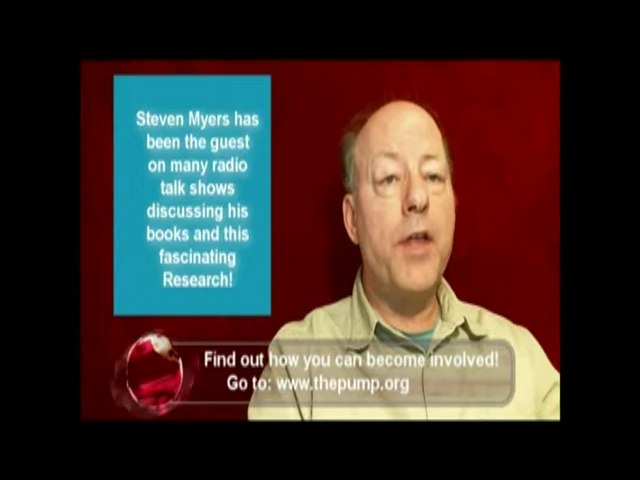 Steven Myers has
been the guest
on many radio
talk shows
discussing his
books and this
fascinating
Research!
Find out how you can become involved!
Go to: www.thepump.org